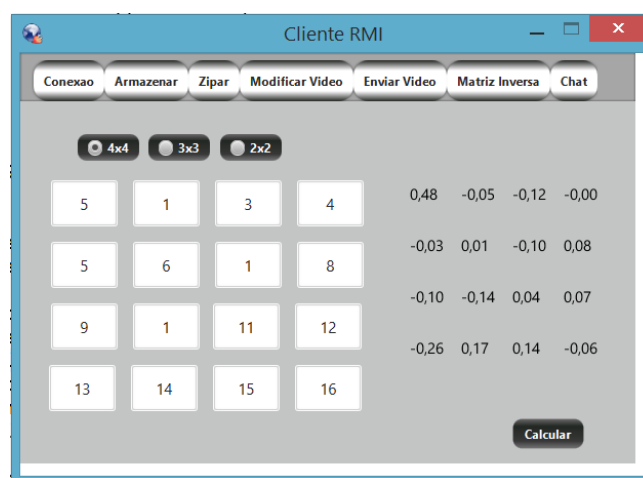 Cliente RMI
Conexao Armazenar Zipar Modificar Video Enviar Video Matriz Inversa Chat
4x4 3x3 2x2
5 1 3 4 0,48 -0,05 -0,12 -0,00
5 6 1 8 -0,03 0,01 -0,10 0,08
9 1 11 12 -0,10 -0,14 0,04 0,07
13 14 15 16 -0,26 0,17 0,14 -0,06
Calcular